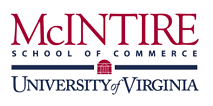 McINTIRE
SCHOOL OF COMMERCE
UNIVERSITY of VIRGINIA